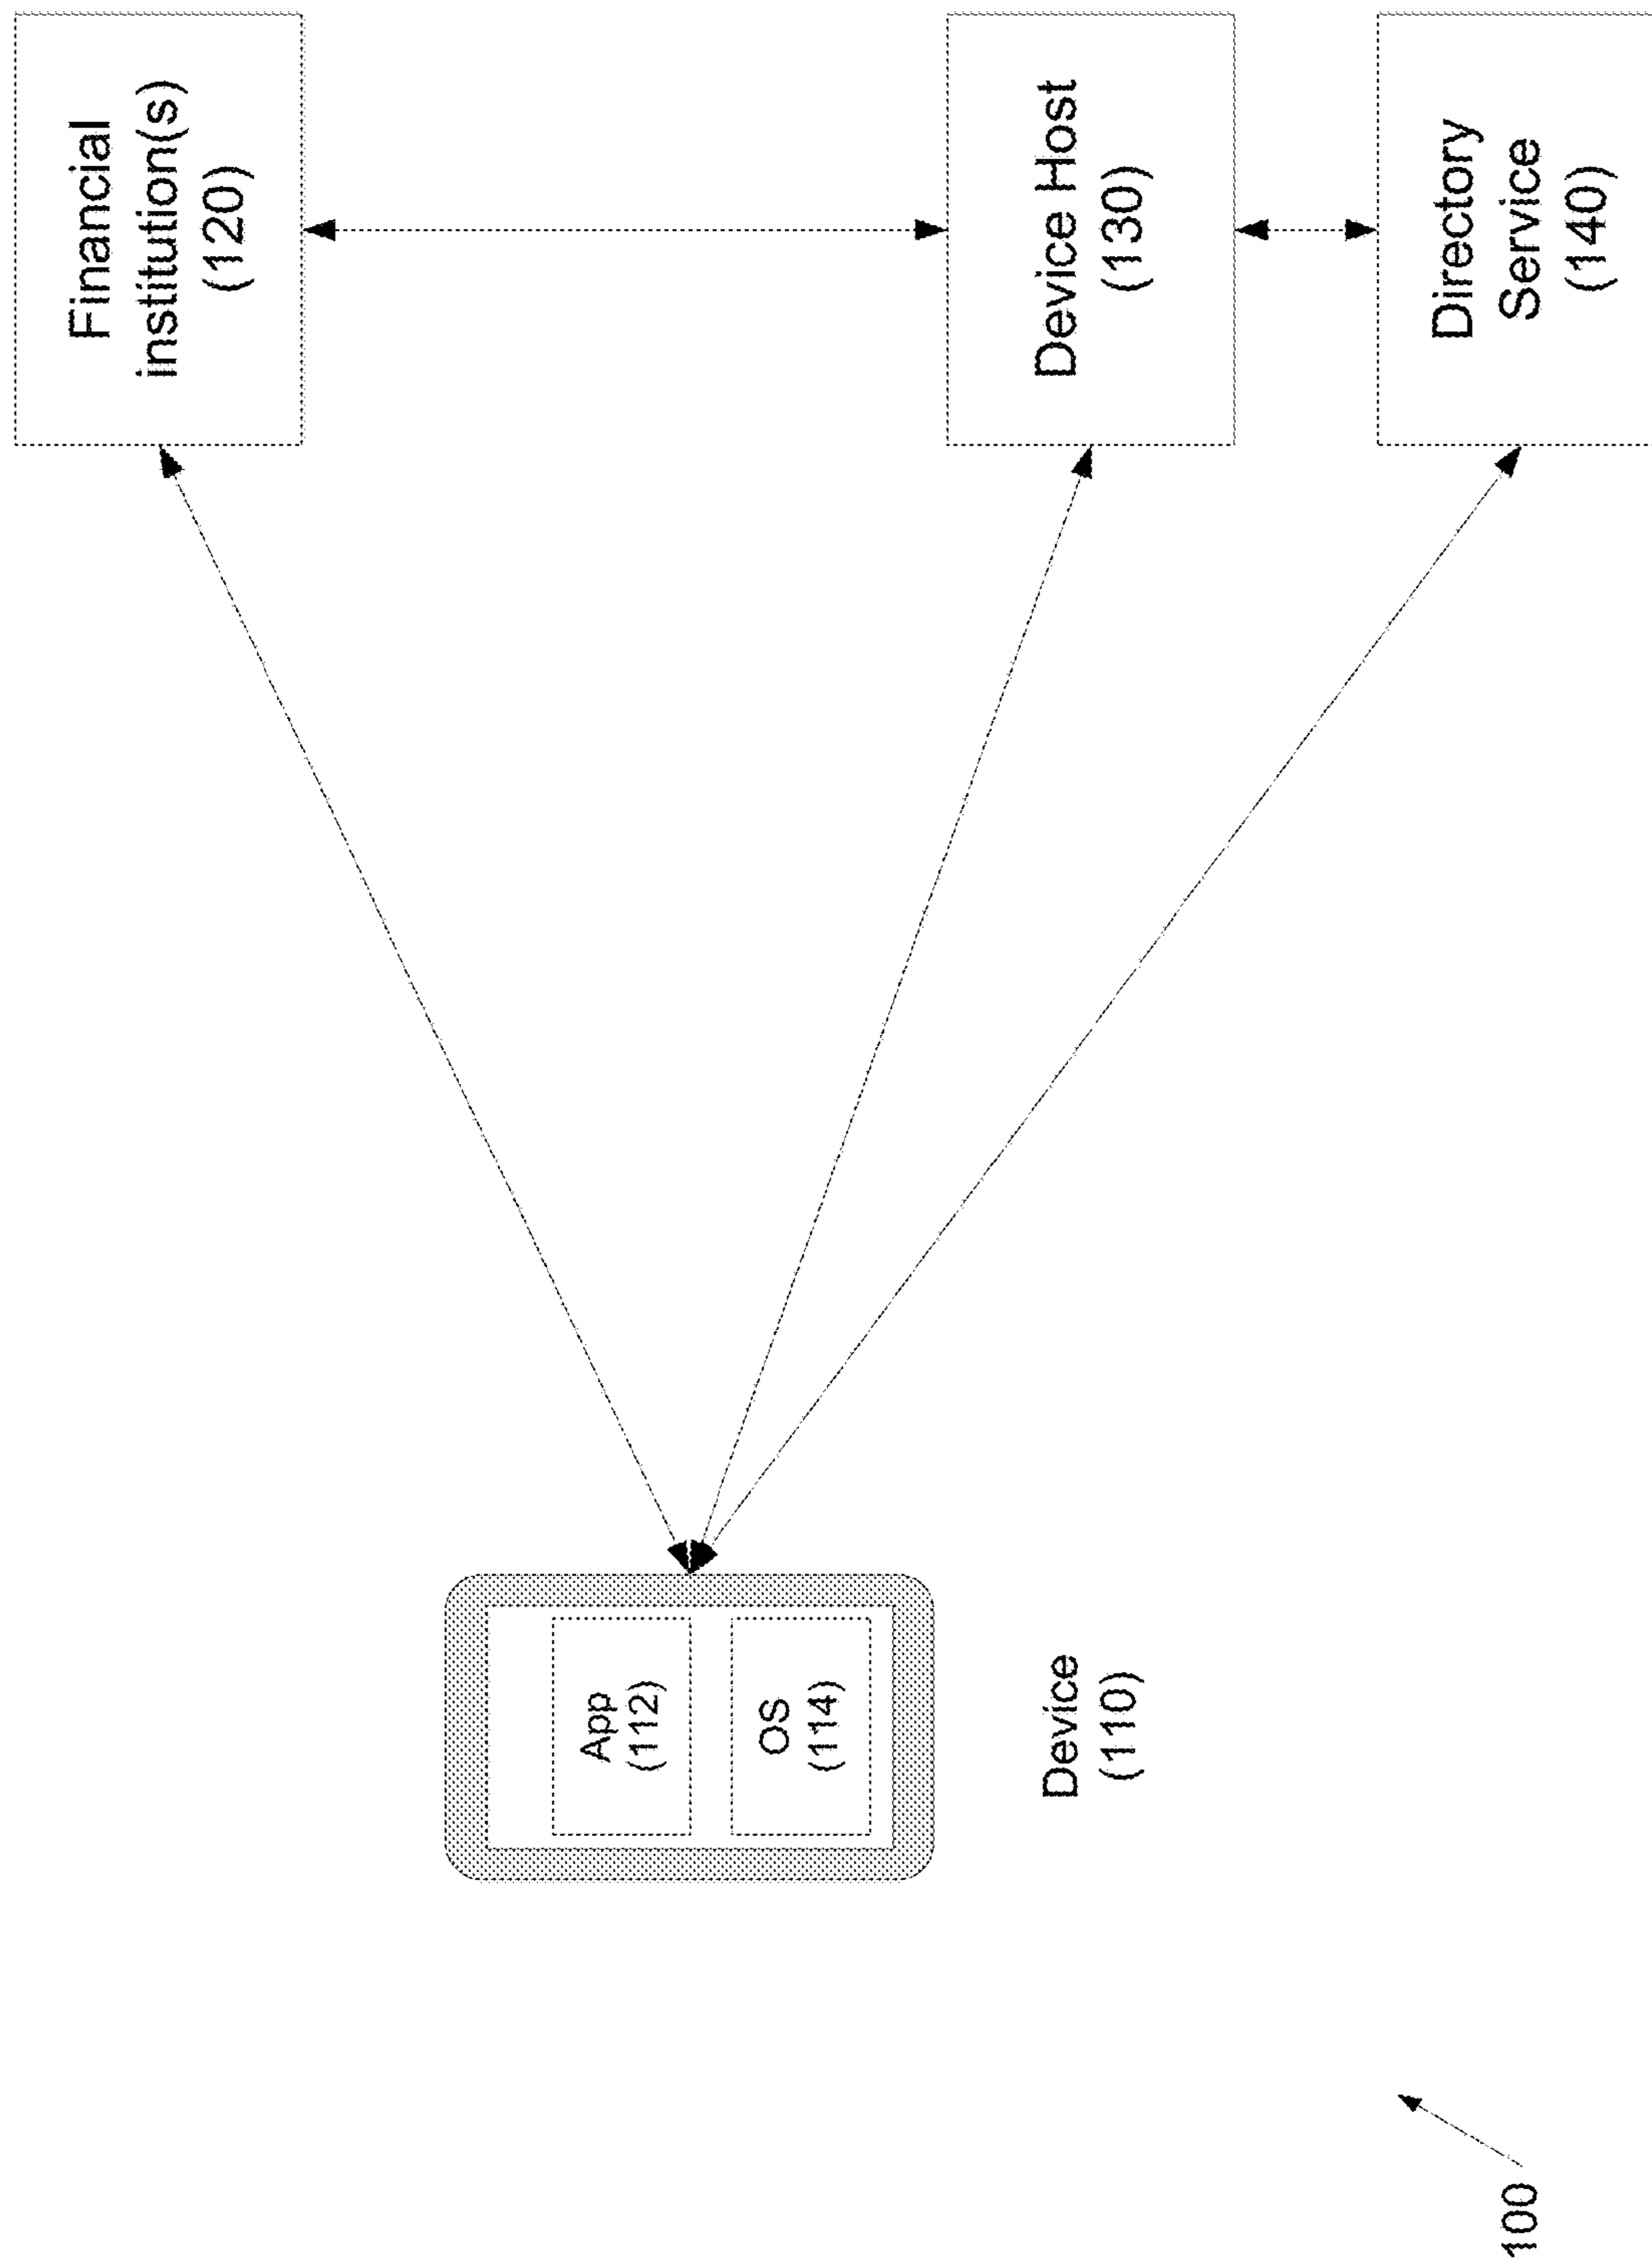 Financial
institution(s)
(120)
Device Host
(130)
Directory
Service
(140)
App
(112)
OS
(114)
Device
(110)
100